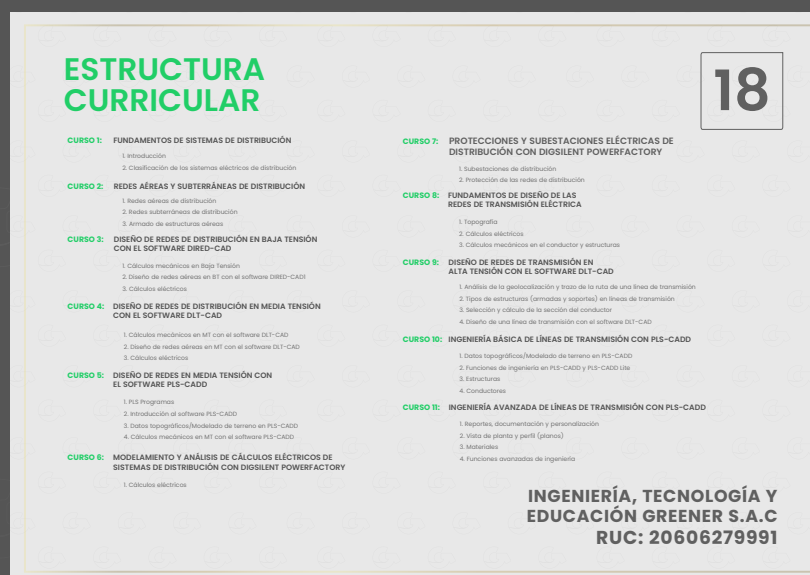 ESTRUCTURA
CURRICULAR
18
CURSO 1: FUNDAMENTOS DE SISTEMAS DE DISTRIBUCIÓN
1. Introducción
2. Clasificación de los sistemas eléctricos de distribución
CURSO 2: REDES AÉREAS Y SUBTERRÁNEAS DE DISTRIBUCIÓN
1. Redes aéreas de distribución
2. Redes subterráneas de distribución
3. Armado de estructuras aéreas
CURSO 3: DISEÑO DE REDES DE DISTRIBUCIÓN EN BAJA TENSIÓN
CON EL SOFTWARE DIRED-CAD
1. Cálculos mecánicos en Baja Tensión
2. Diseño de redes aéreas en BT con el software DIRED-CAD1
3. Cálculos eléctricos
CURSO 4: DISEÑO DE REDES DE DISTRIBUCIÓN EN MEDIA TENSIÓN
CON EL SOFTWARE DLT-CAD
1. Cálculos mecánicos en MT con el software DLT-CAD
2. Diseño de redes aéreas en MT con el software DLT-CAD
3. Cálculos eléctricos
CURSO 5: DISEÑO DE REDES EN MEDIA TENSIÓN CON
EL SOFTWARE PLS-CADD
1. PLS Programas
2. Introducción al software PLS-CADD
3. Datos topográficos/Modelado de terreno en PLS-CADD
4. Cálculos mecánicos en MT con el software PLS-CADD
CURSO 6: MODELAMIENTO Y ANÁLISIS DE CÁLCULOS ELÉCTRICOS DE
SISTEMAS DE DISTRIBUCIÓN CON DIGSILENT POWERFACTORY
1. Cálculos eléctricos
CURSO 7: PROTECCIONES Y SUBESTACIONES ELÉCTRICAS DE
DISTRIBUCIÓN CON DIGSILENT POWERFACTORY
1. Subestaciones de distribución
2. Protección de las redes de distribución
CURSO 8: FUNDAMENTOS DE DISEÑO DE LAS
REDES DE TRANSMISIÓN ELÉCTRICA
1. Topografía
2. Cálculos eléctricos
3. Cálculos mecánicos en el conductor y estructuras
CURSO 9: DISEÑO DE REDES DE TRANSMISIÓN EN
ALTA TENSIÓN CON EL SOFTWARE DLT-CAD
1. Análisis de la geolocalización y trazo de la ruta de una línea de transmisión
2. Tipos de estructuras (armadas y soportes) en líneas de transmisión
3. Selección y cálculo de la sección del conductor
4. Diseño de una línea de transmisión con el software DLT-CAD
CURSO 10: INGENIERÍA BÁSICA DE LÍNEAS DE TRANSMISIÓN CON PLS-CADD
1. Datos topográficos/Modelado de terreno en PLS-CADD
2. Funciones de ingeniería en PLS-CADD y PLS-CADD Lite
3. Estructuras
4. Conductores
CURSO 11: INGENIERÍA AVANZADA DE LÍNEAS DE TRANSMISIÓN CON PLS-CADD
1. Reportes, documentación y personalización
2. Vista de planta y perfil (planos)
3. Materiales
4. Funciones avanzadas de ingeniería
INGENIERÍA, TECNOLOGÍA Y
EDUCACIÓN GREENER S.A.C
RUC: 20606279991